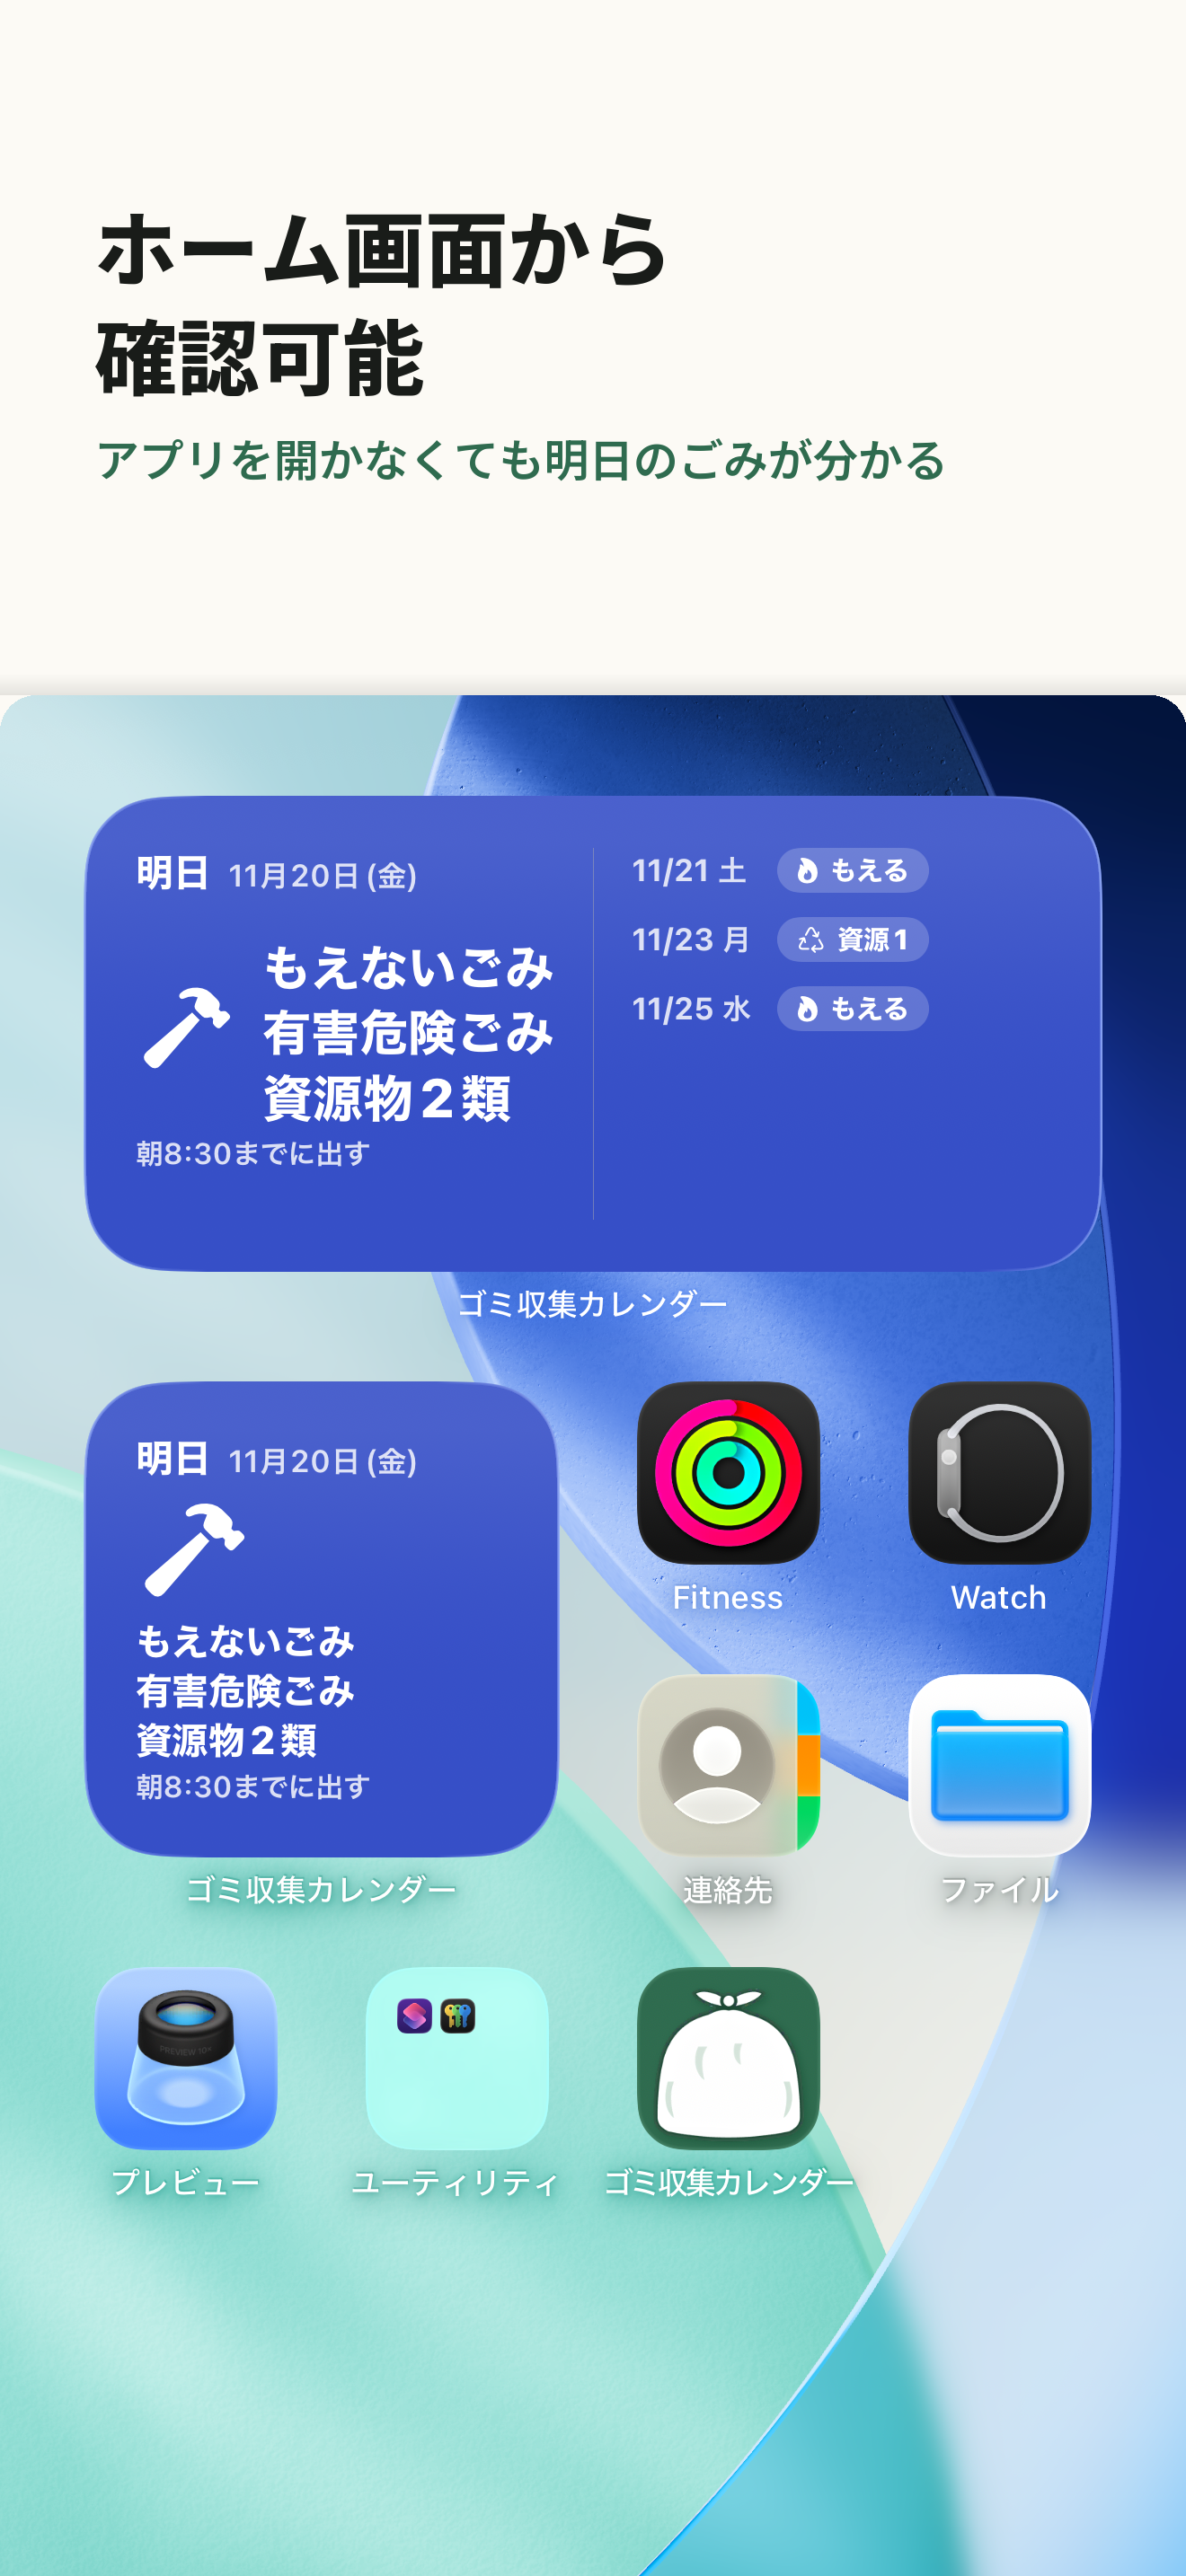 ホーム画面から
確認可能
アプリを開かなくても明日のごみが分かる
明日 11月20日 (金)
もえないごみ
有害危険ごみ
資源物2類
朝8:30までに出す
11/21 土 もえる
11/23 月 資源1
11/25 水 もえる
ゴミ収集カレンダー
明日 11月20日 (金)
もえないごみ
有害危険ごみ
資源物2類
朝8:30までに出す
ゴミ収集カレンダー
Fitness
Watch
連絡先
ファイル
PREVIEW 10×
プレビュー
ユーティリティ
ゴミ収集カレンダー